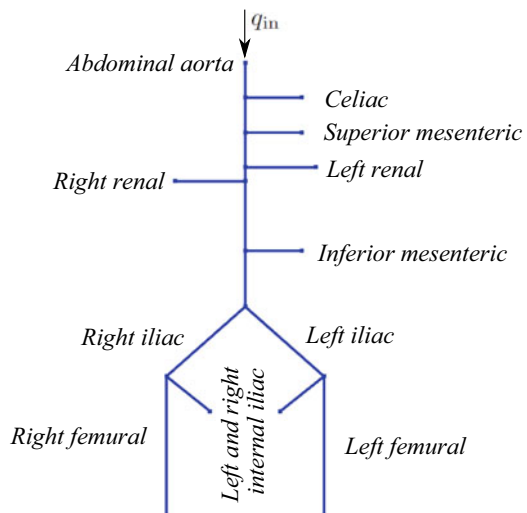 q_in
Abdominal aorta
Celiac
Superior mesenteric
Left renal
Right renal
Inferior mesenteric
Right iliac
Left iliac
Left and right
internal iliac
Right femural
Left femural